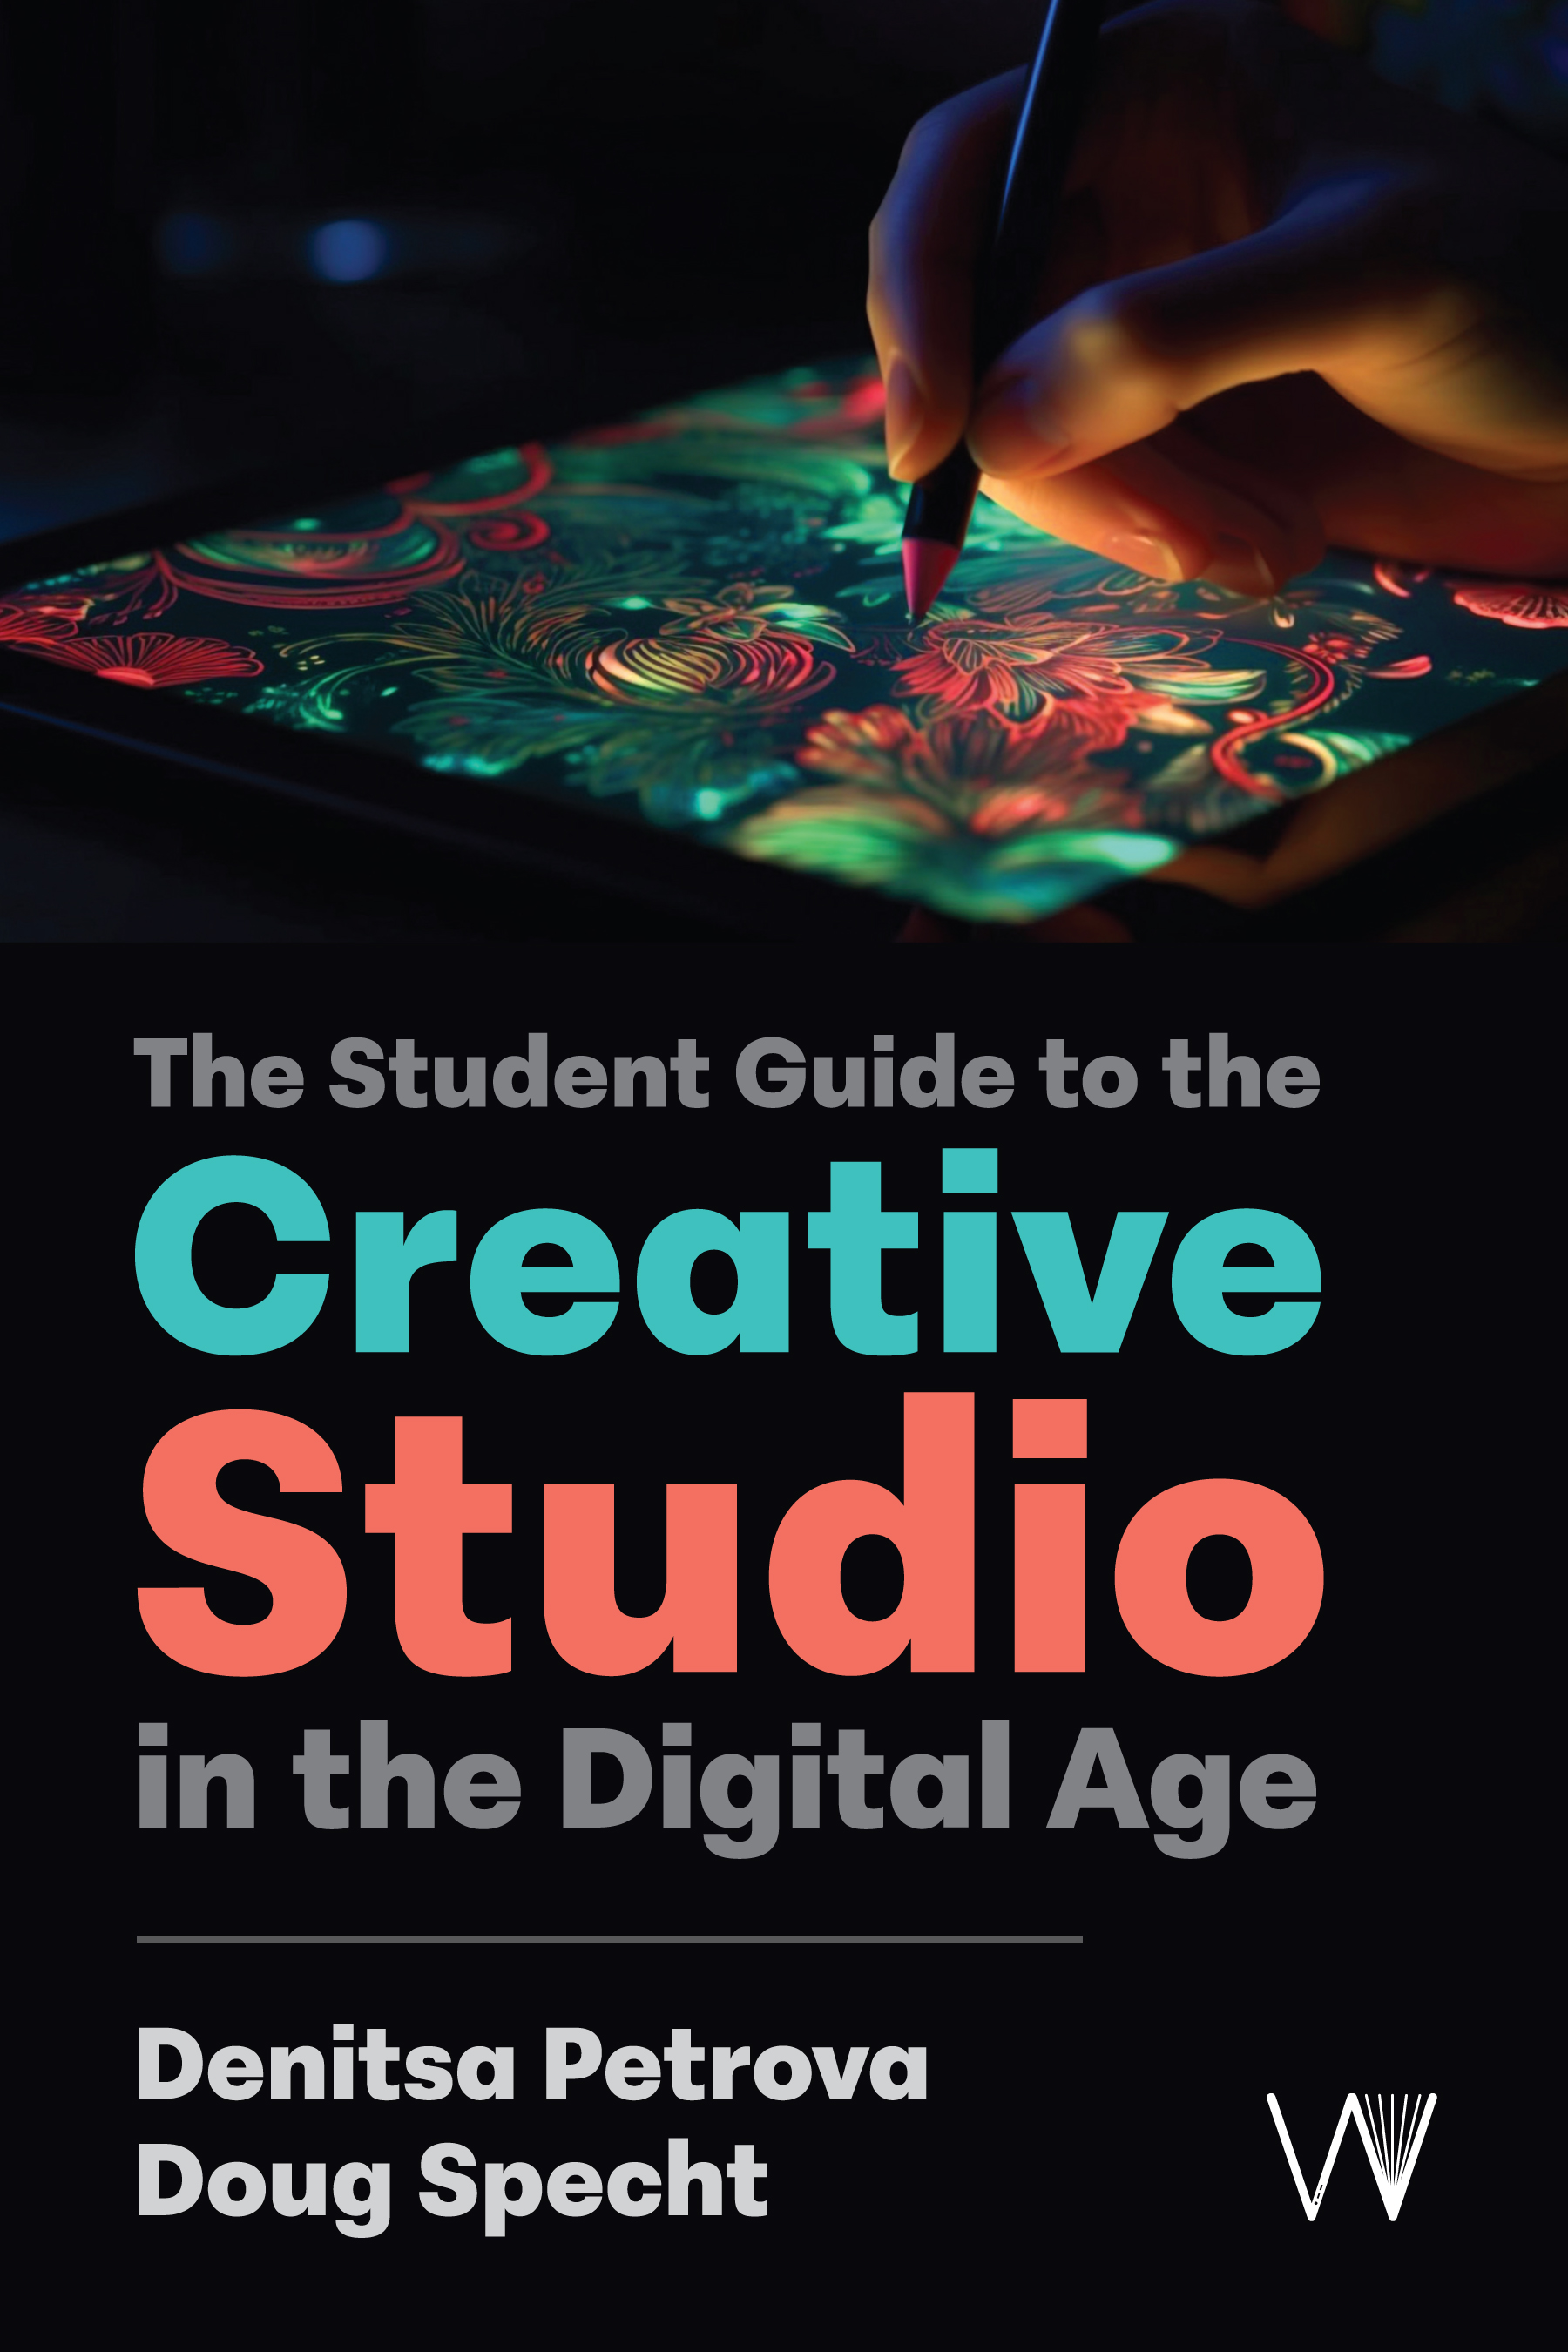 The Student Guide to the
Creative
Studio
in the Digital Age
Denitsa Petrova
Doug Specht
W